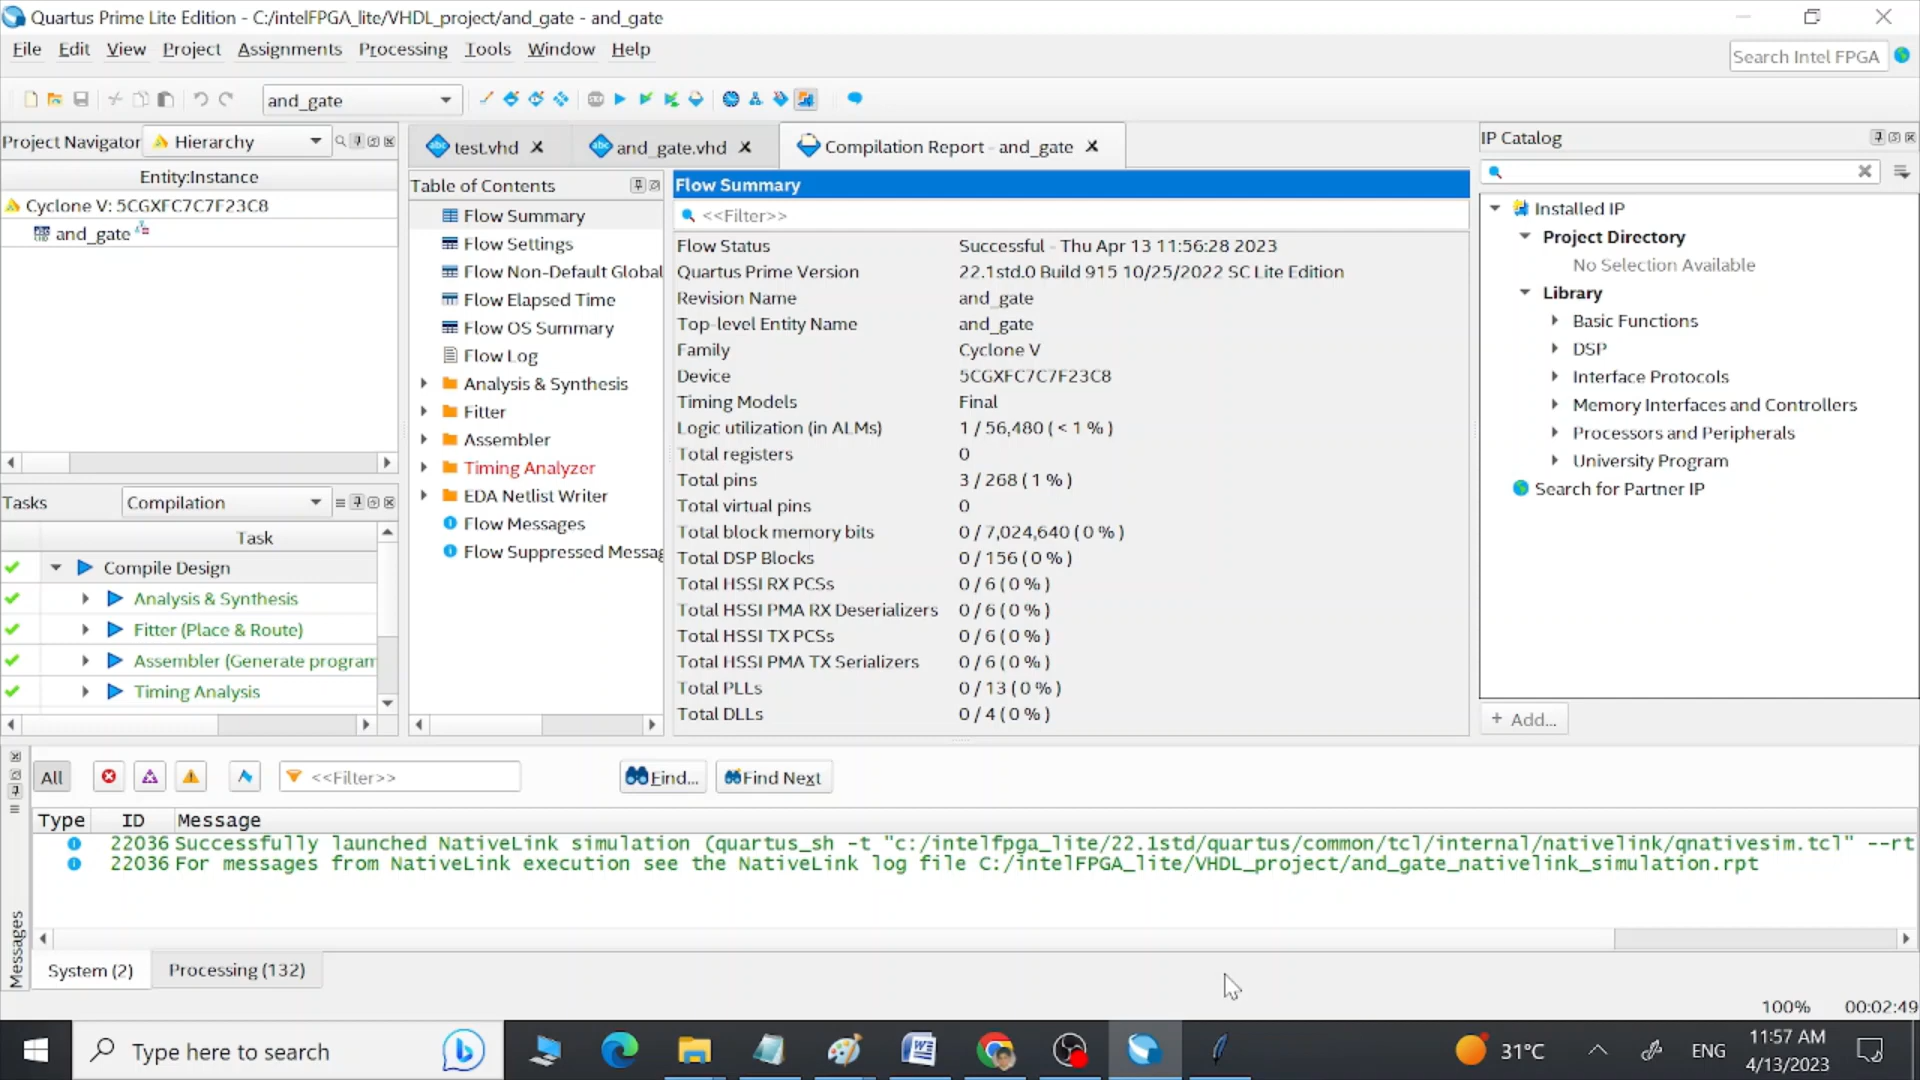 Quartus Prime Lite Edition - C:/intelFPGA_lite/VHDL_project/and_gate - and_gate
File Edit View Project Assignments Processing Tools Window Help
Search Intel FPGA
and_gate
Project Navigator Hierarchy
Entity:Instance
Cyclone V: 5CGXFC7C7F23C8
and_gate
test.vhd
and_gate.vhd
Compilation Report - and_gate
Table of Contents
Flow Summary
Flow Settings
Flow Non-Default Global
Flow Elapsed Time
Flow OS Summary
Flow Log
Analysis & Synthesis
Fitter
Assembler
Timing Analyzer
EDA Netlist Writer
Flow Messages
Flow Suppressed Messag
Flow Summary
<<Filter>>
Flow Status Successful - Thu Apr 13 11:56:28 2023
Quartus Prime Version 22.1std.0 Build 915 10/25/2022 SC Lite Edition
Revision Name and_gate
Top-level Entity Name and_gate
Family Cyclone V
Device 5CGXFC7C7F23C8
Timing Models Final
Logic utilization (in ALMs) 1 / 56,480 ( < 1 % )
Total registers 0
Total pins 3 / 268 ( 1 % )
Total virtual pins 0
Total block memory bits 0 / 7,024,640 ( 0 % )
Total DSP Blocks 0 / 156 ( 0 % )
Total HSSI RX PCSs 0 / 6 ( 0 % )
Total HSSI PMA RX Deserializers 0 / 6 ( 0 % )
Total HSSI TX PCSs 0 / 6 ( 0 % )
Total HSSI PMA TX Serializers 0 / 6 ( 0 % )
Total PLLs 0 / 13 ( 0 % )
Total DLLs 0 / 4 ( 0 % )
IP Catalog
Installed IP
Project Directory
No Selection Available
Library
Basic Functions
DSP
Interface Protocols
Memory Interfaces and Controllers
Processors and Peripherals
University Program
Search for Partner IP
+ Add...
Tasks Compilation
Task
Compile Design
Analysis & Synthesis
Fitter (Place & Route)
Assembler (Generate program
Timing Analysis
All <<Filter>> Find... Find Next
Type ID Message
22036 Successfully launched NativeLink simulation (quartus_sh -t "c:/intelfpga_lite/22.1std/quartus/common/tcl/internal/nativelink/qnativesim.tcl" --rt
22036 For messages from NativeLink execution see the NativeLink log file C:/intelFPGA_lite/VHDL_project/and_gate_nativelink_simulation.rpt
Messages
System (2) Processing (132)
100% 00:02:49
Type here to search
31°C ENG
11:57 AM
4/13/2023